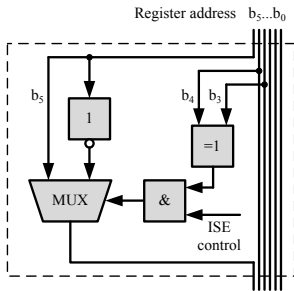 Register address b5...b0
b5
b4
b3
1
=1
MUX
&
ISE
control